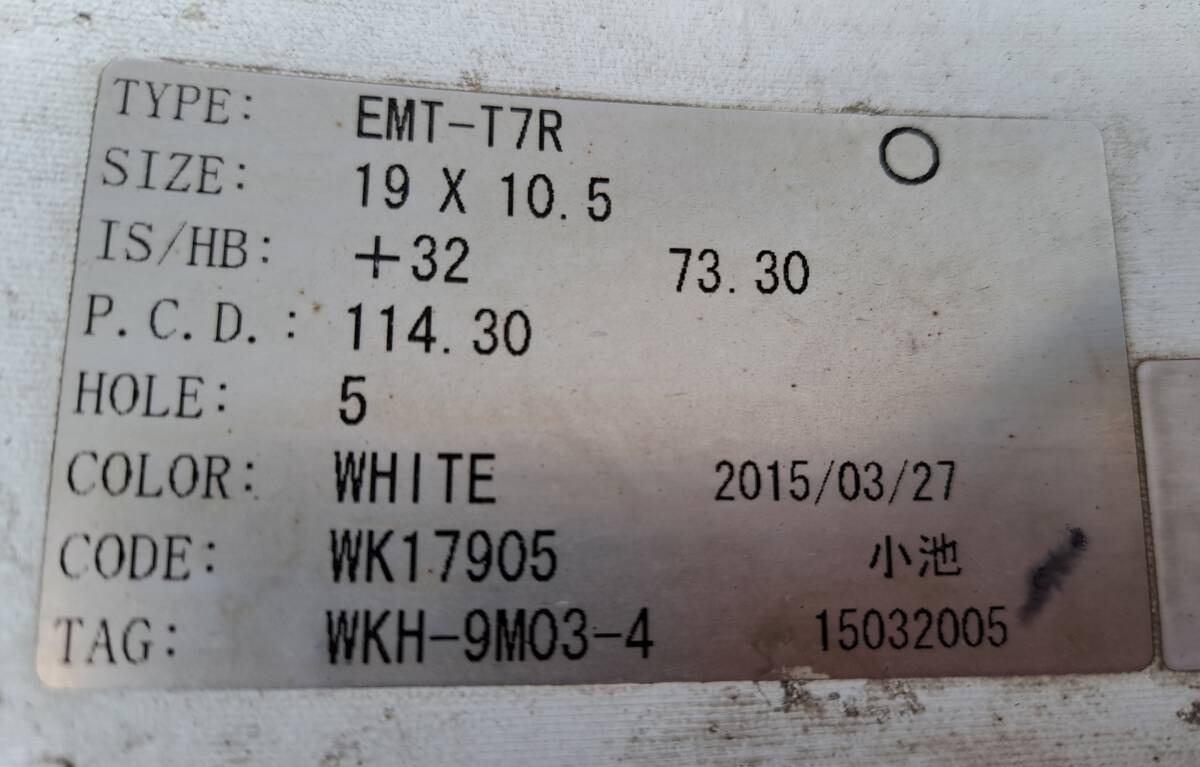 TYPE: EMT-T7R
SIZE: 19 X 10.5
IS/HB: +32 73.30
P.C.D.: 114.30
HOLE: 5
COLOR: WHITE 2015/03/27
CODE: WK17905 小池
TAG: WKH-9M03-4 15032005